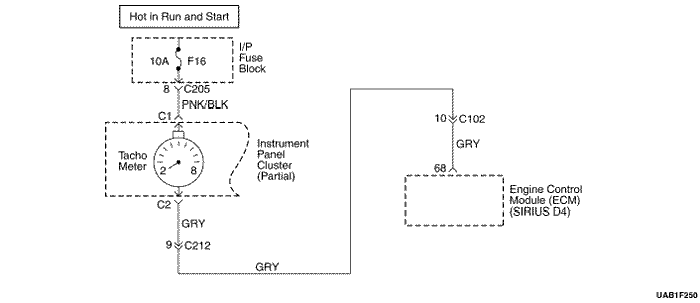 Hot in Run and Start
I/P
Fuse
Block
10A F16
8 C205
PNK/BLK
C1
Tacho
Meter
2 8
Instrument
Panel
Cluster
(Partial)
C2
GRY
9 C212
GRY
10 C102
GRY
68
Engine Control
Module (ECM)
(SIRIUS D4)
UAB1F250